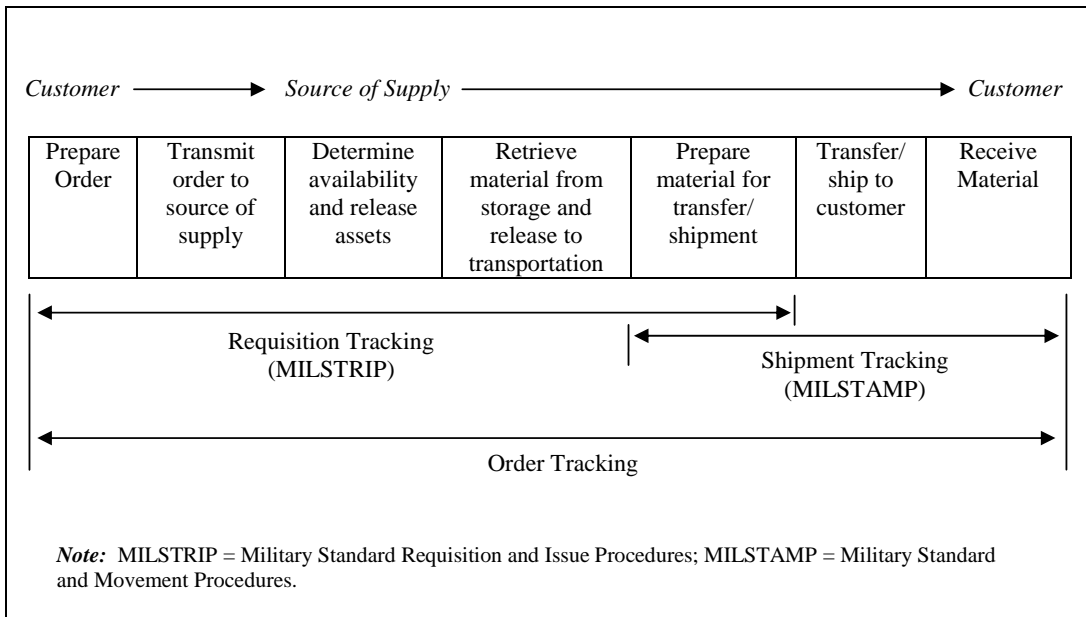 Customer Source of Supply Customer
Prepare
Order
Transmit
order to
source of
supply
Determine
availability
and release
assets
Retrieve
material from
storage and
release to
transportation
Prepare
material for
transfer/
shipment
Transfer/
ship to
customer
Receive
Material
Requisition Tracking
(MILSTRIP)
Shipment Tracking
(MILSTAMP)
Order Tracking
Note: MILSTRIP = Military Standard Requisition and Issue Procedures; MILSTAMP = Military Standard
and Movement Procedures.